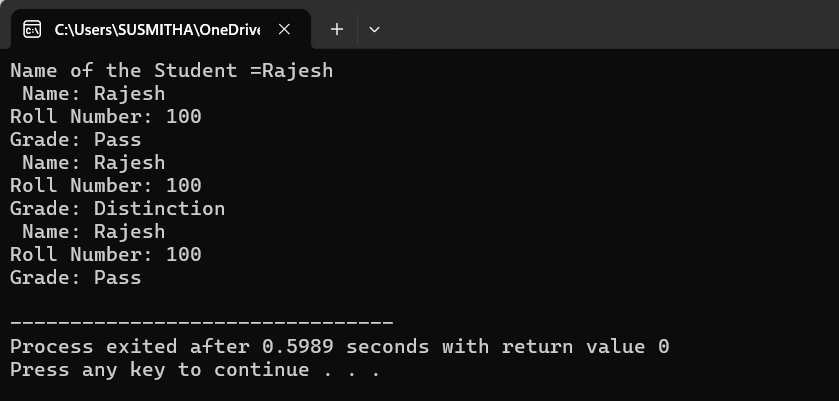 C:\Users\SUSMITHA\OneDrive
Name of the Student =Rajesh
 Name: Rajesh
Roll Number: 100
Grade: Pass
 Name: Rajesh
Roll Number: 100
Grade: Distinction
 Name: Rajesh
Roll Number: 100
Grade: Pass
--------------------------------
Process exited after 0.5989 seconds with return value 0
Press any key to continue . . .